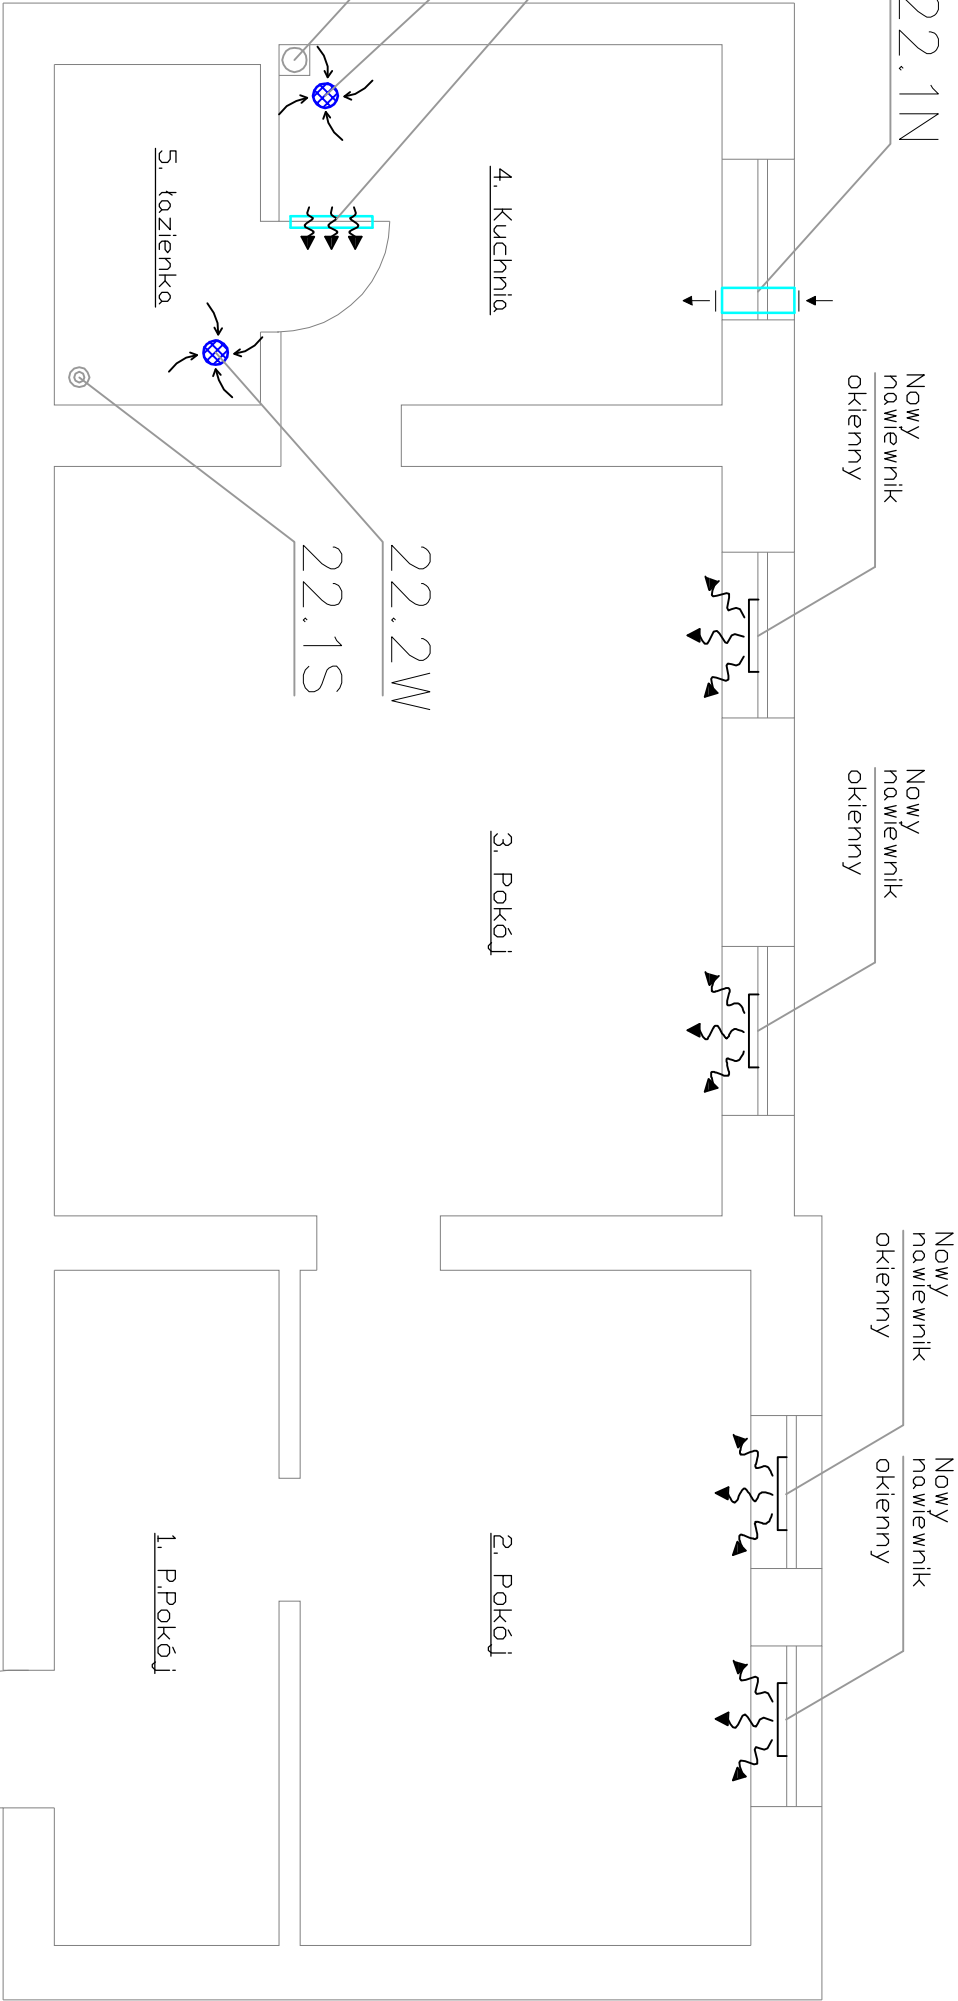 22.1N
Nowy
nawiewnik
okienny
Nowy
nawiewnik
okienny
Nowy
nawiewnik
okienny
Nowy
nawiewnik
okienny
4. Kuchnia
3. Pokój
2. Pokój
22.2W
22.1S
5. Łazienka
1. P.Pokój